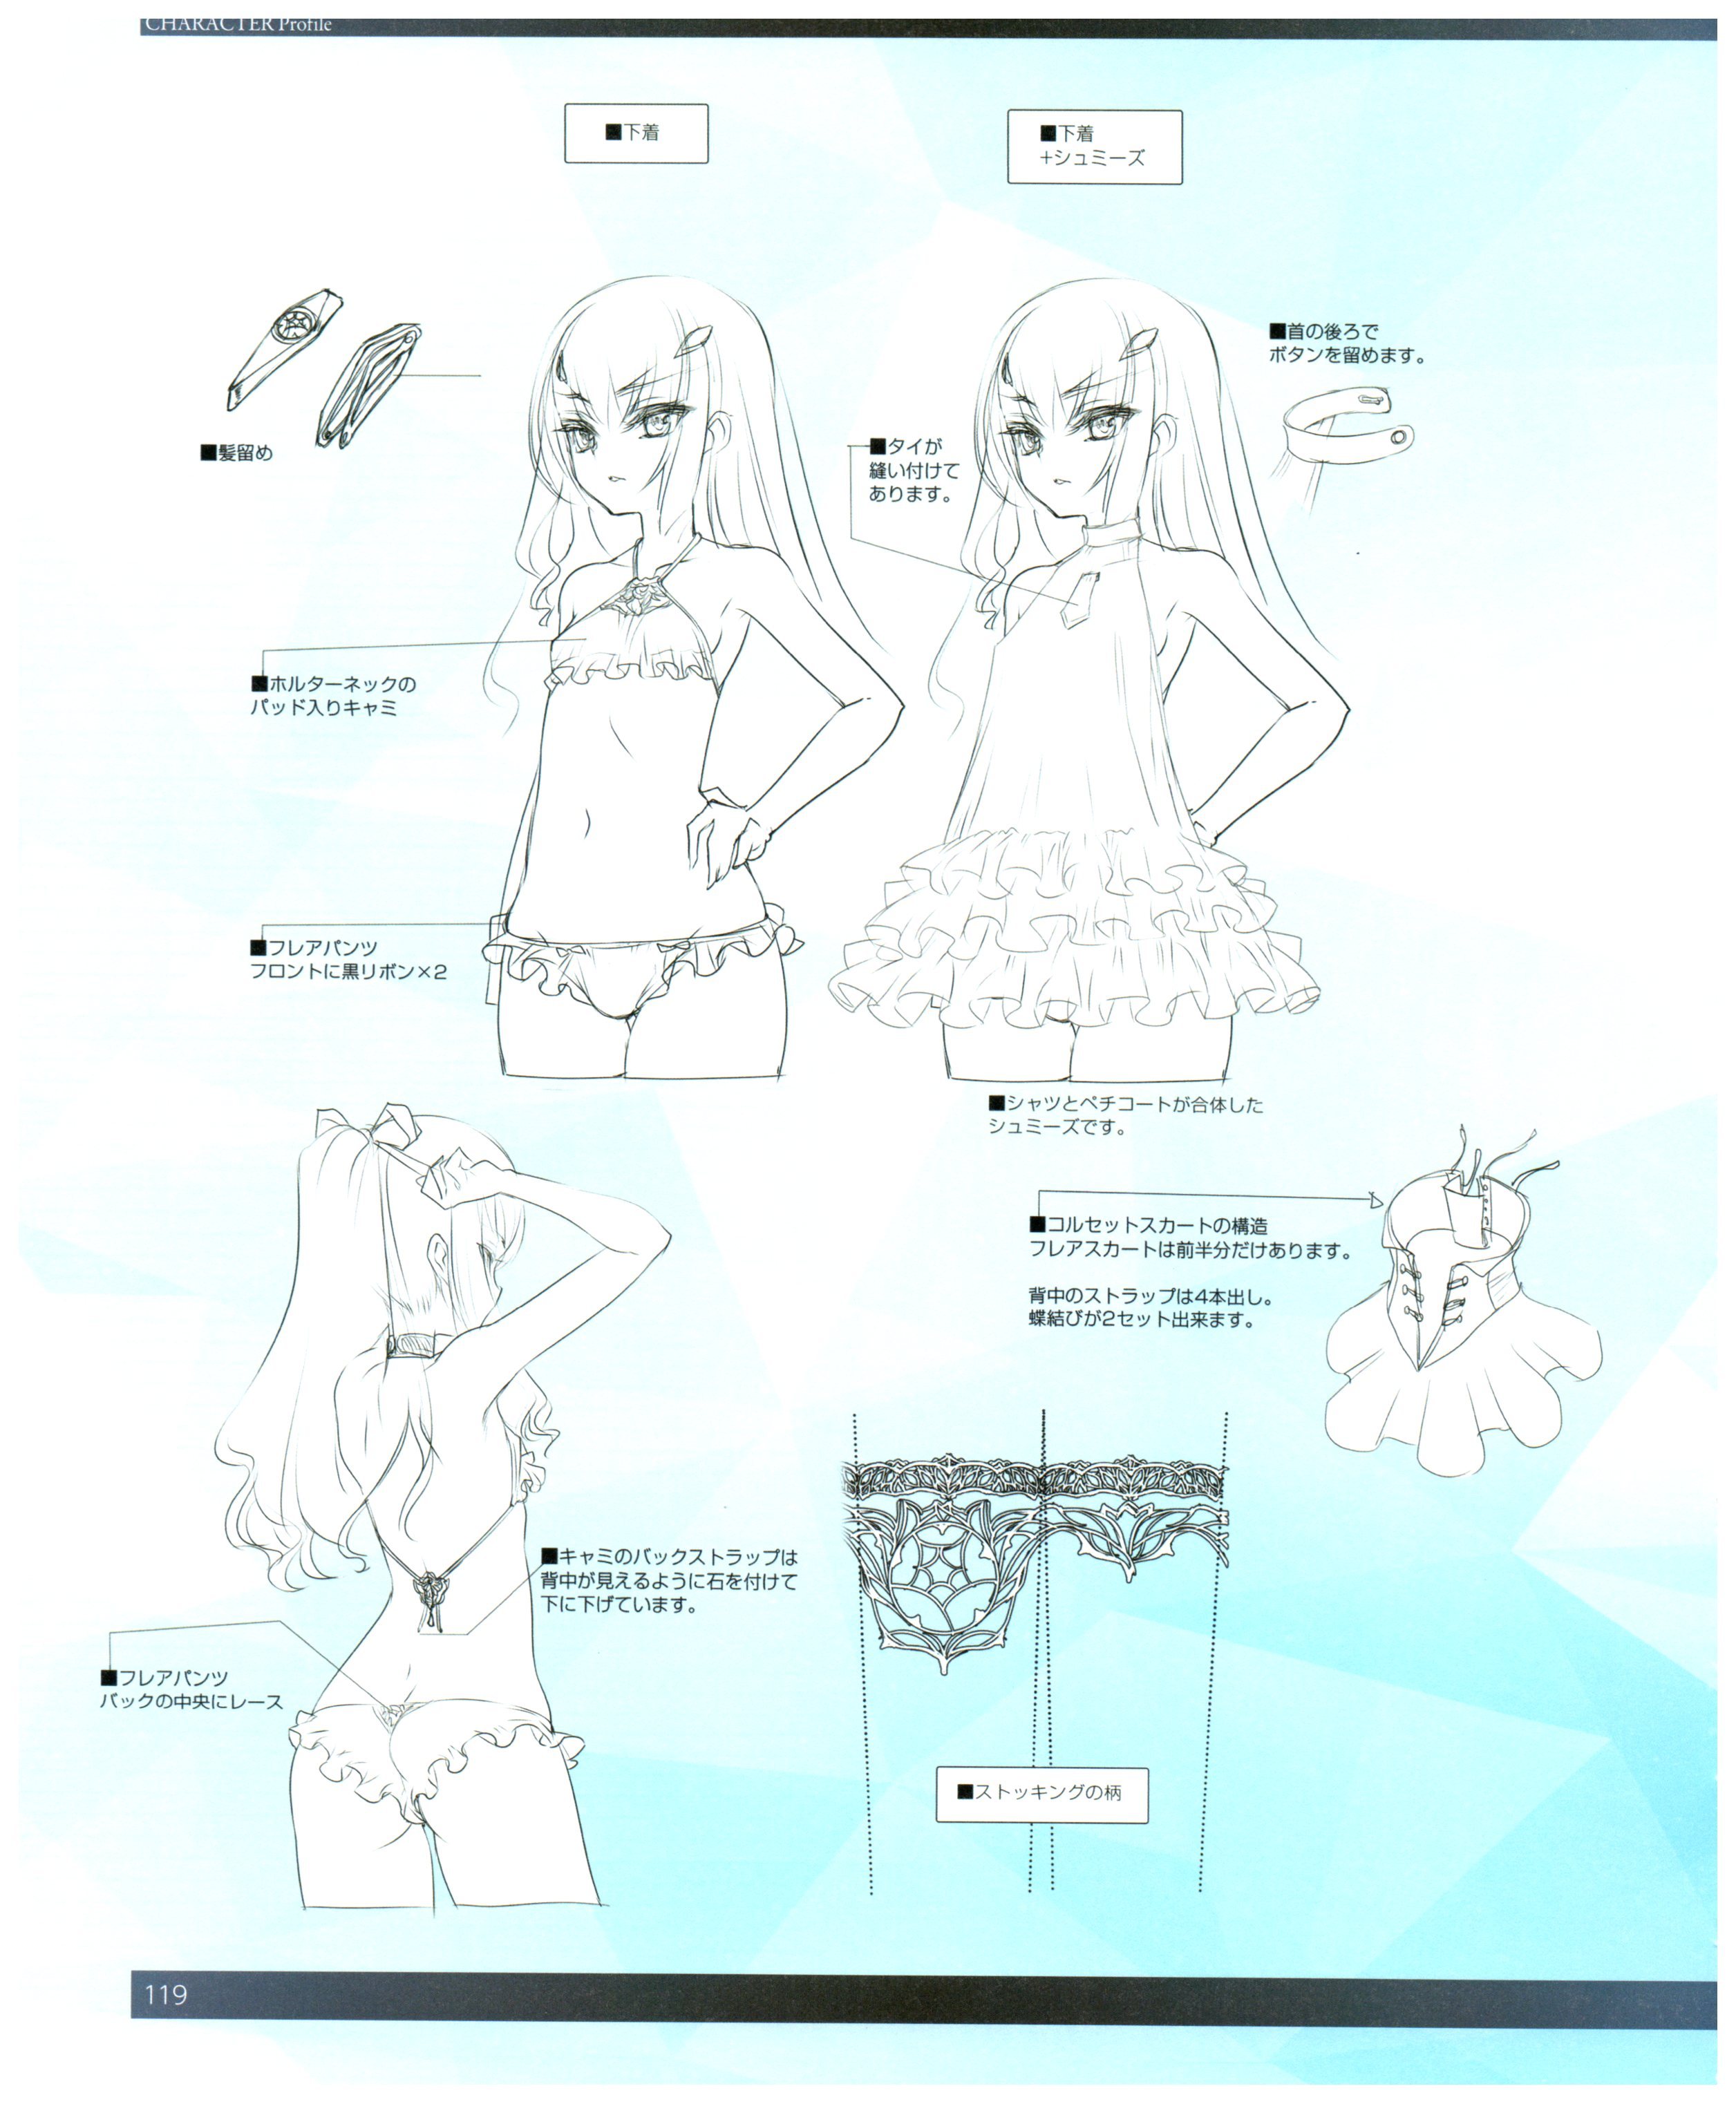 CHARACTER Profile
■下着
■下着
+シュミーズ
■髪留め
■首の後ろで
ボタンを留めます。
■タイが
縫い付けて
あります。
■ホルターネックの
パッド入りキャミ
■フレアパンツ
フロントに黒リボン×2
■シャツとペチコートが合体した
シュミーズです。
■コルセットスカートの構造
フレアスカートは前半分だけあります。
背中のストラップは4本出し。
蝶結びが2セット出来ます。
■キャミのバックストラップは
背中が見えるように石を付けて
下に下げています。
■フレアパンツ
バックの中央にレース
■ストッキングの柄
119